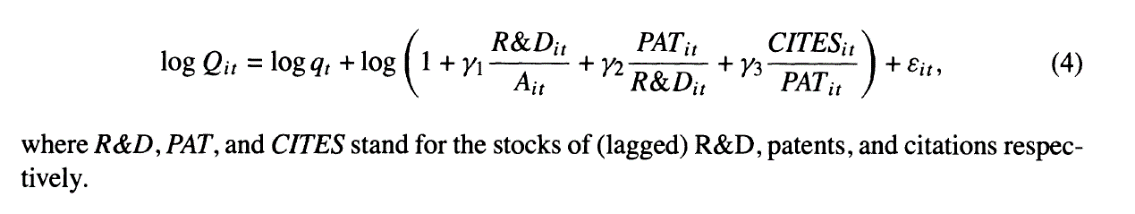 log Q_it = log q_t + log ( 1 + γ_1 R&D_it / A_it + γ_2 PAT_it / R&D_it + γ_3 CITES_it / PAT_it ) + ε_it, (4)
where R&D, PAT, and CITES stand for the stocks of (lagged) R&D, patents, and citations respec-
tively.